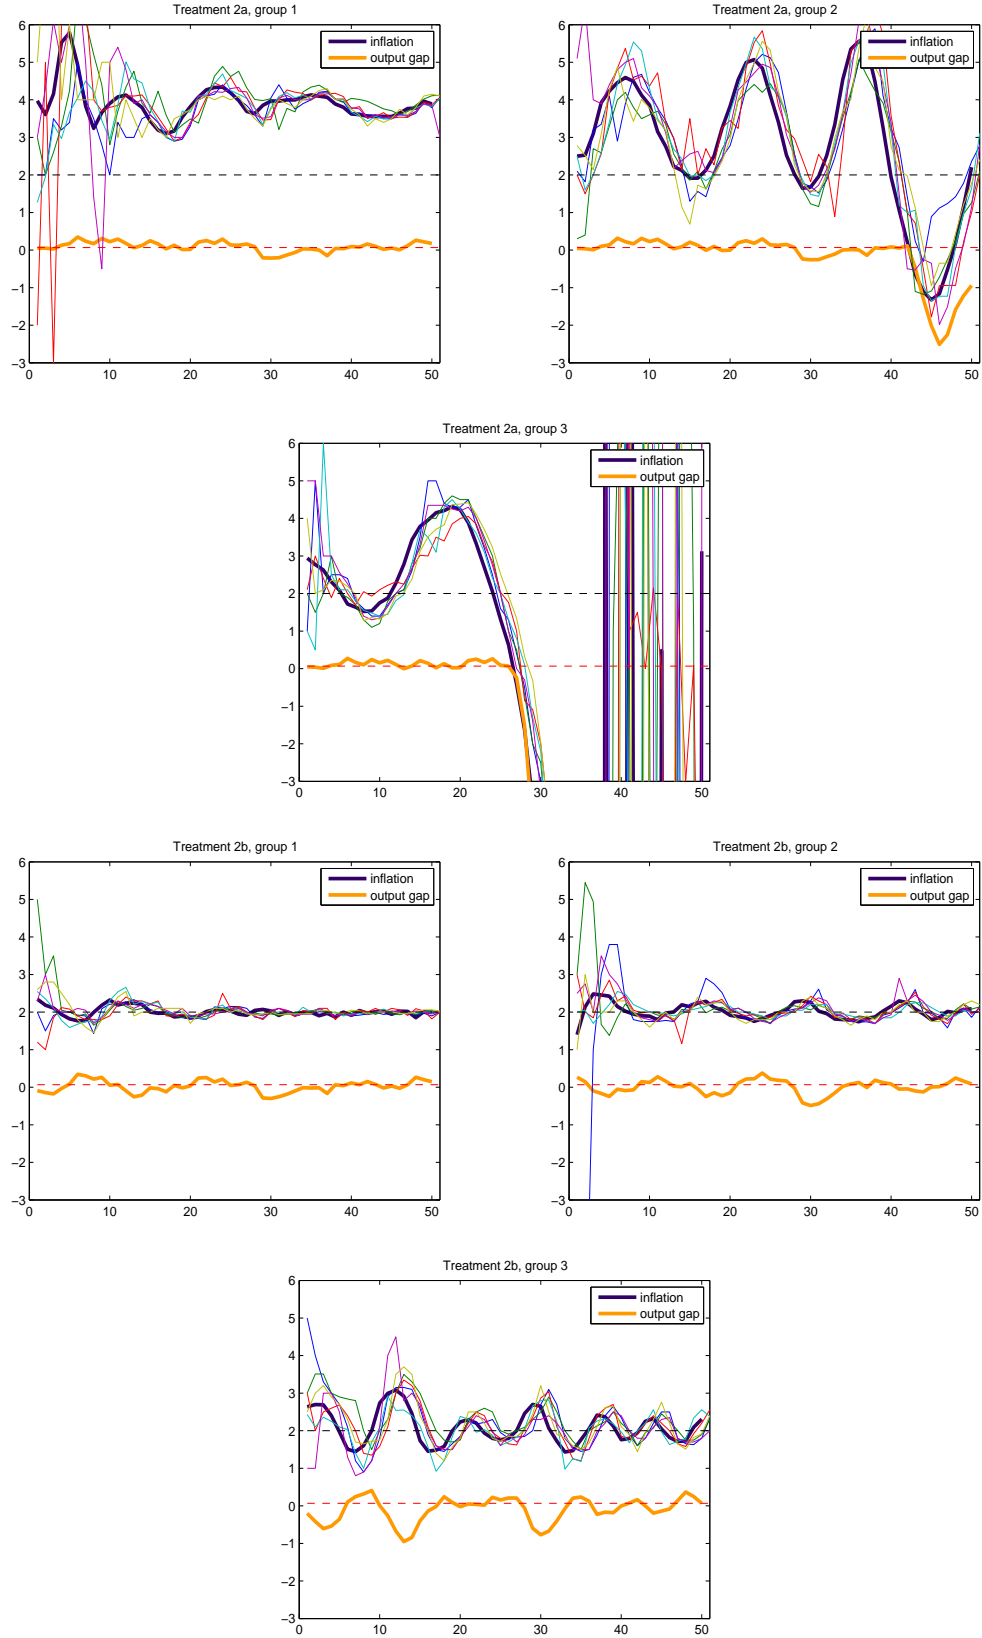 Treatment 2a, group 1
6
5
4
3
2
1
0
−1
−2
−3
0 10 20 30 40 50
inflation
output gap
Treatment 2a, group 2
6
5
4
3
2
1
0
−1
−2
−3
0 10 20 30 40 50
inflation
output gap
Treatment 2a, group 3
6
5
4
3
2
1
0
−1
−2
−3
0 10 20 30 40 50
inflation
output gap
Treatment 2b, group 1
6
5
4
3
2
1
0
−1
−2
−3
0 10 20 30 40 50
inflation
output gap
Treatment 2b, group 2
6
5
4
3
2
1
0
−1
−2
−3
0 10 20 30 40 50
inflation
output gap
Treatment 2b, group 3
6
5
4
3
2
1
0
−1
−2
−3
0 10 20 30 40 50
inflation
output gap